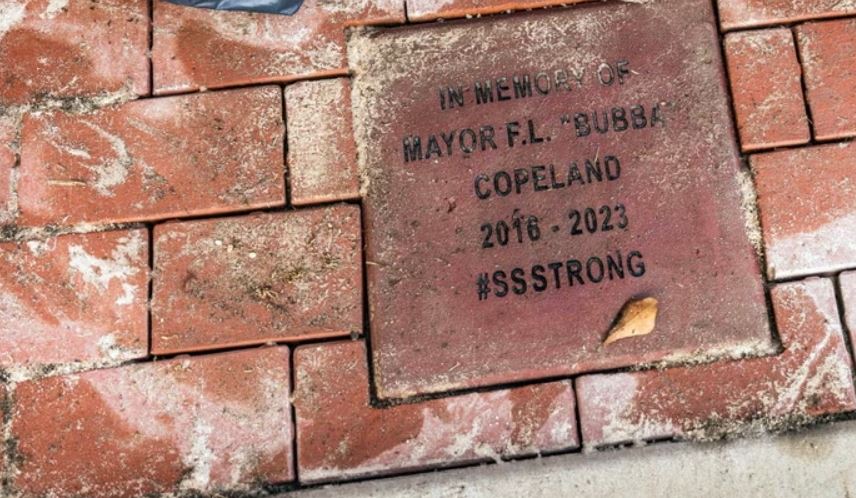 IN MEMORY OF
MAYOR F.L. "BUBBA"
COPELAND
2016 - 2023
#SSSTRONG